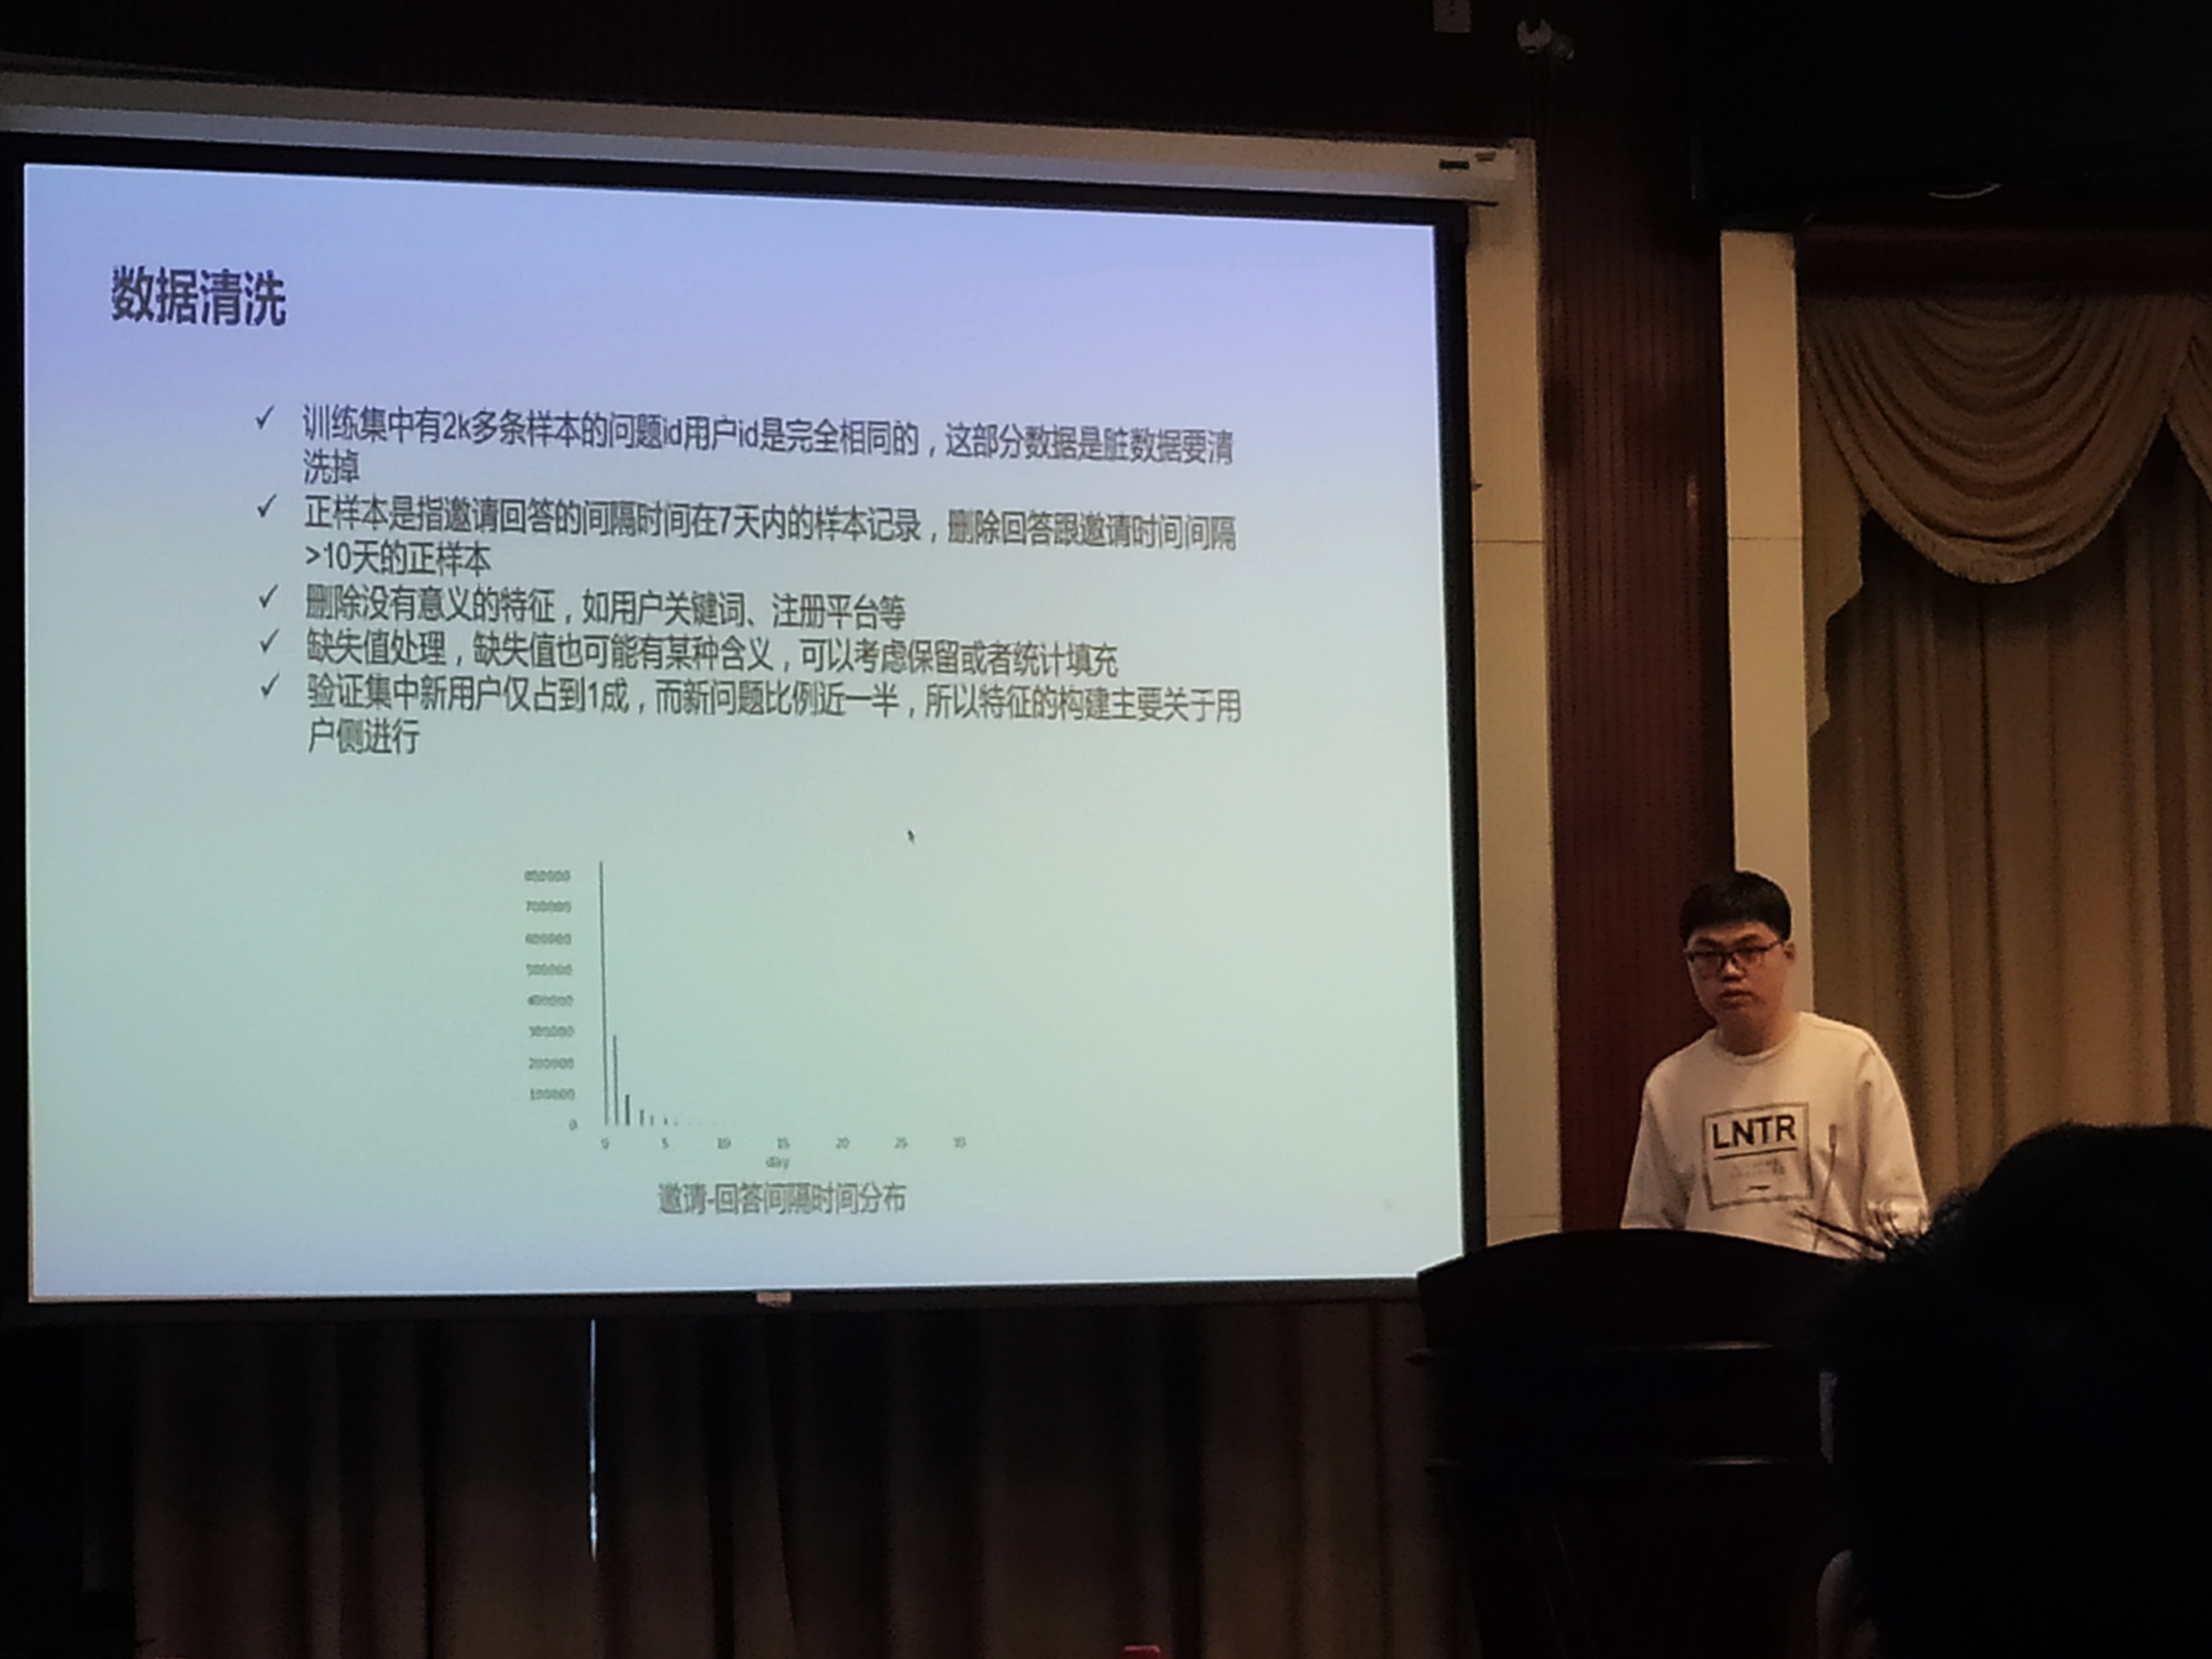 数据清洗
✓ 训练集中有2k多条样本的问题id用户id是完全相同的，这部分数据是脏数据要清
洗掉
✓ 正样本是指邀请回答的间隔时间在7天内的样本记录，删除回答跟邀请时间间隔
>10天的正样本
✓ 删除没有意义的特征，如用户关键词、注册平台等
✓ 缺失值处理，缺失值也可能有某种含义，可以考虑保留或者统计填充
✓ 验证集中新用户仅占到1成，而新问题比例近一半，所以特征的构建主要关于用
户侧进行
800000
700000
600000
500000
400000
300000
200000
100000
0
0 5 10 15 20 25 30
day
邀请-回答间隔时间分布
LNTR